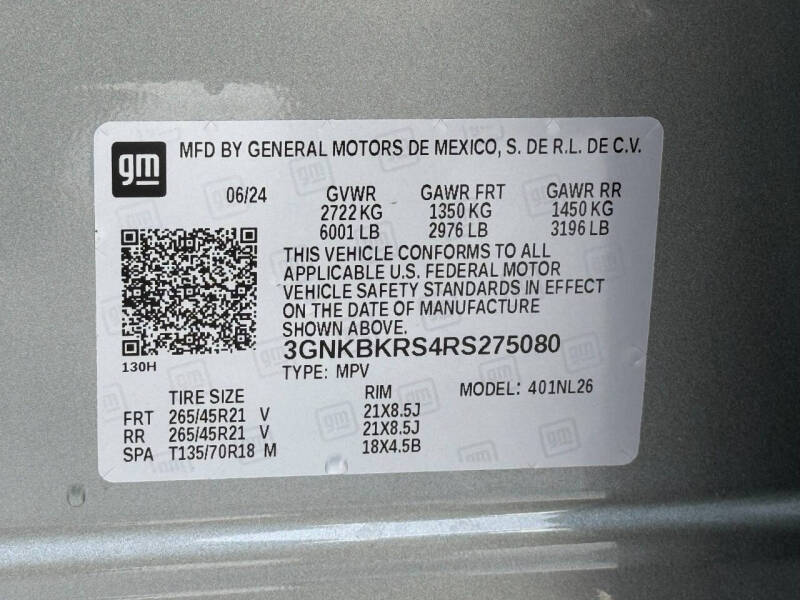 gm MFD BY GENERAL MOTORS DE MEXICO, S. DE R.L. DE C.V.
06/24 GVWR GAWR FRT GAWR RR
2722 KG 1350 KG 1450 KG
6001 LB 2976 LB 3196 LB
THIS VEHICLE CONFORMS TO ALL
APPLICABLE U.S. FEDERAL MOTOR
VEHICLE SAFETY STANDARDS IN EFFECT
ON THE DATE OF MANUFACTURE
SHOWN ABOVE.
3GNKBKRS4RS275080
130H
TYPE: MPV MODEL: 401NL26
TIRE SIZE RIM
FRT 265/45R21 V 21X8.5J
RR 265/45R21 V 21X8.5J
SPA T135/70R18 M 18X4.5B